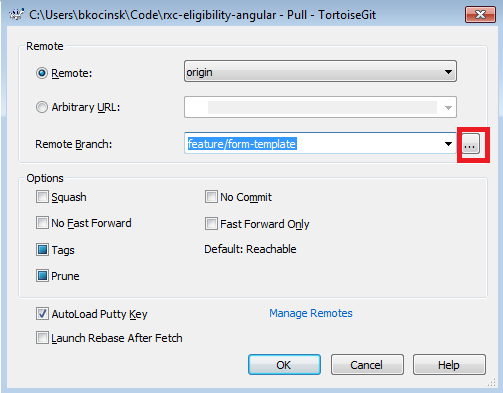 C:\Users\bkocinsk\Code\rxc-eligibility-angular - Pull - TortoiseGit
Remote
Remote: origin
Arbitrary URL:
Remote Branch: feature/form-template ...
Options
Squash No Commit
No Fast Forward Fast Forward Only
Tags Default: Reachable
Prune
AutoLoad Putty Key Manage Remotes
Launch Rebase After Fetch
OK Cancel Help